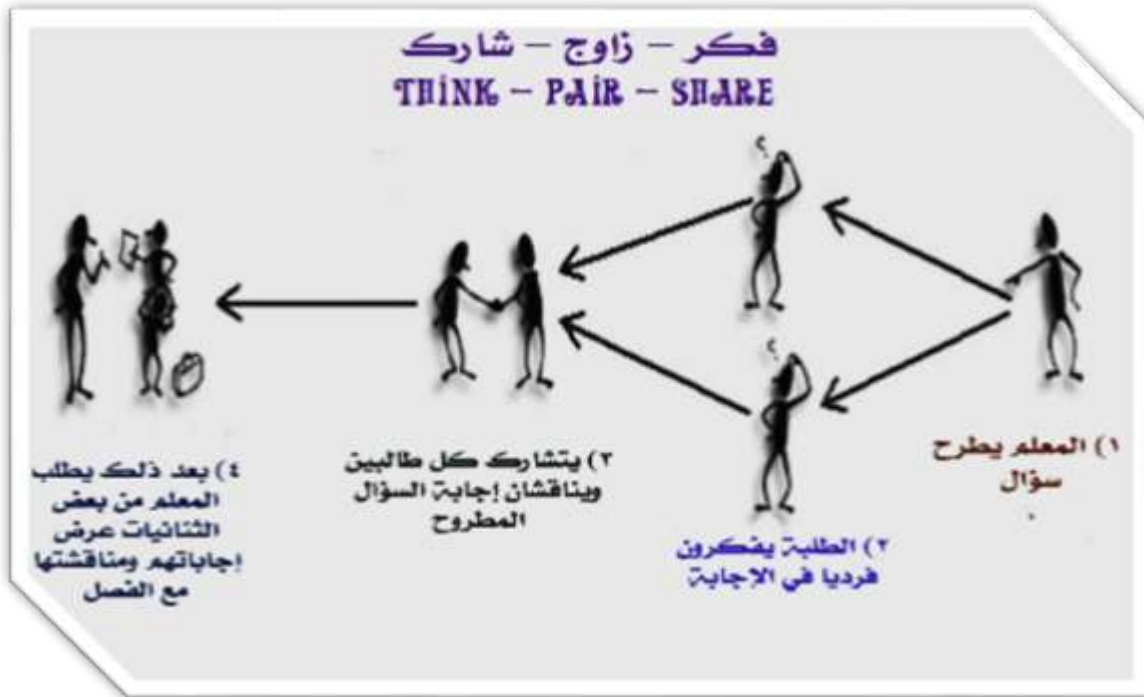 فكر – زاوج – شارك
THINK – PAIR – SHARE
١) المعلم يطرح
سؤال
٢) الطلبة يفكرون
فرديا في الإجابة
٣) يتشارك كل طالبين
ويناقشان إجابة السؤال
المطروح
٤) بعد ذلك يطلب
المعلم من بعض
الثنائيات عرض
إجاباتهم ومناقشتها
مع الفصل
؟
؟